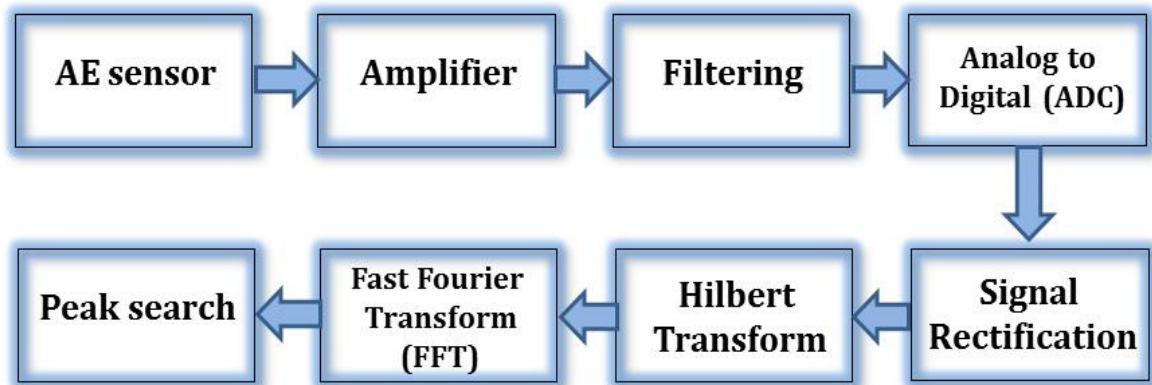 AE sensor
Amplifier
Filtering
Analog to
Digital (ADC)
Signal
Rectification
Hilbert
Transform
Fast Fourier
Transform
(FFT)
Peak search